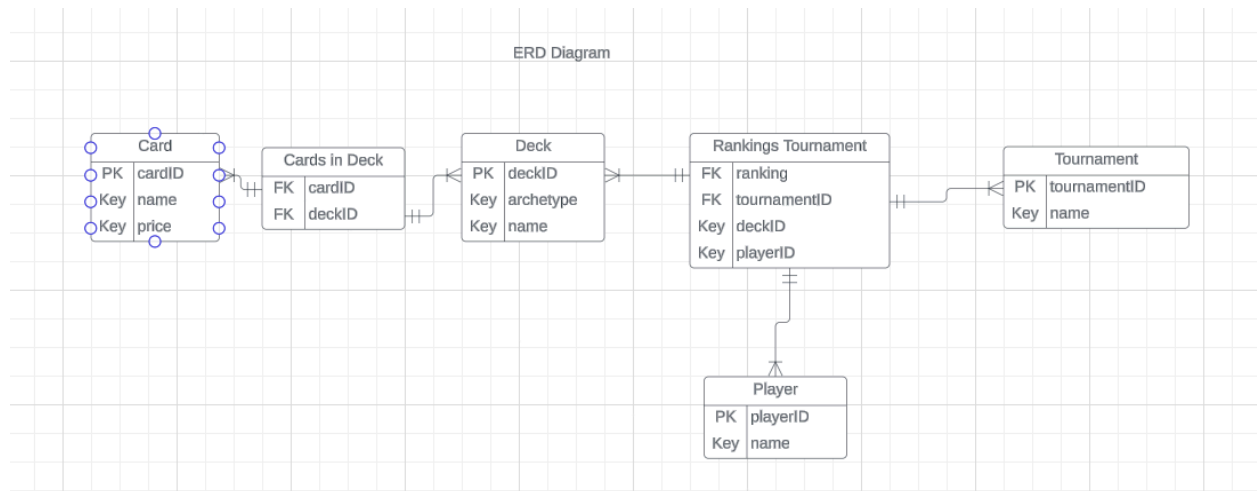 ERD Diagram
Card
PK cardID
Key name
Key price
Cards in Deck
FK cardID
FK deckID
Deck
PK deckID
Key archetype
Key name
Rankings Tournament
FK ranking
FK tournamentID
Key deckID
Key playerID
Tournament
PK tournamentID
Key name
Player
PK playerID
Key name